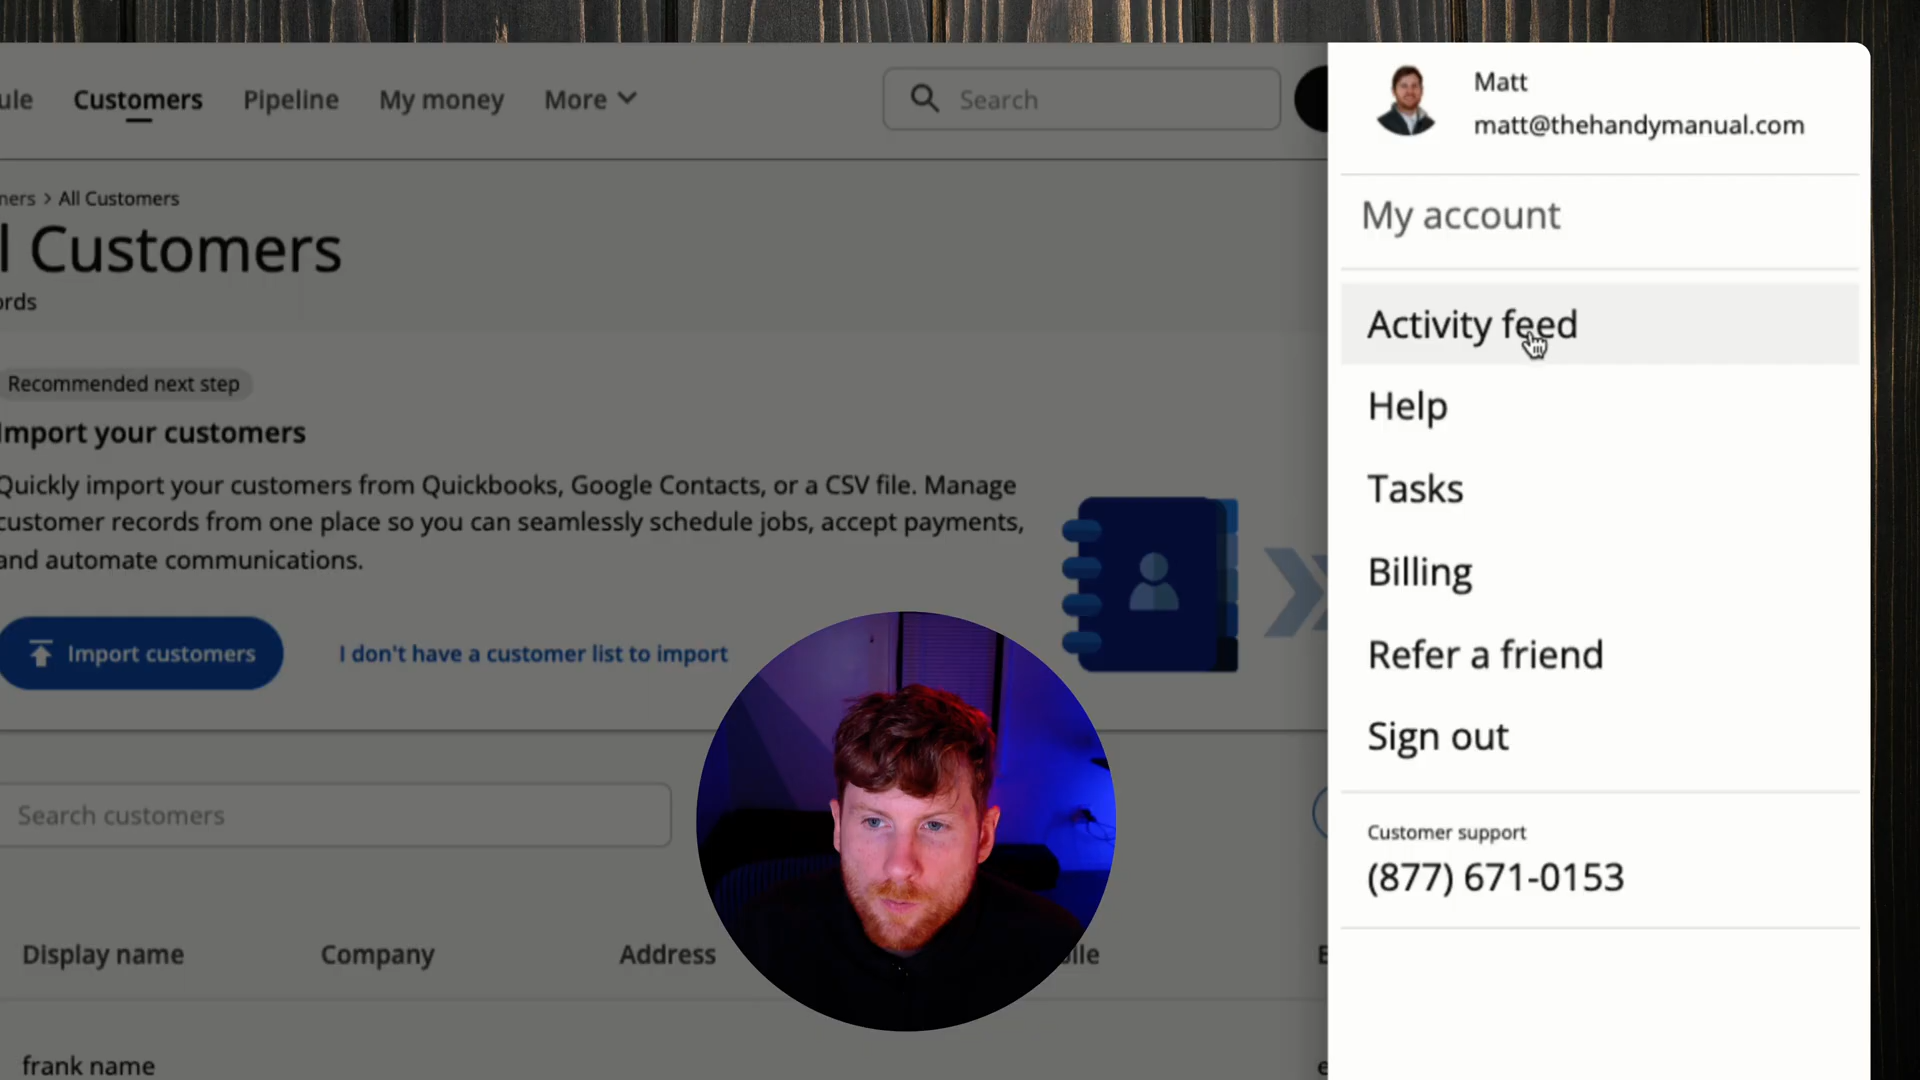 ule Customers Pipeline My money More Search
ners > All Customers
l Customers
ords
Recommended next step
Import your customers
Quickly import your customers from Quickbooks, Google Contacts, or a CSV file. Manage
customer records from one place so you can seamlessly schedule jobs, accept payments,
and automate communications.
Import customers I don't have a customer list to import
Search customers
Display name Company Address ile E
frank name e
Matt
matt@thehandymanual.com
My account
Activity feed
Help
Tasks
Billing
Refer a friend
Sign out
Customer support
(877) 671-0153